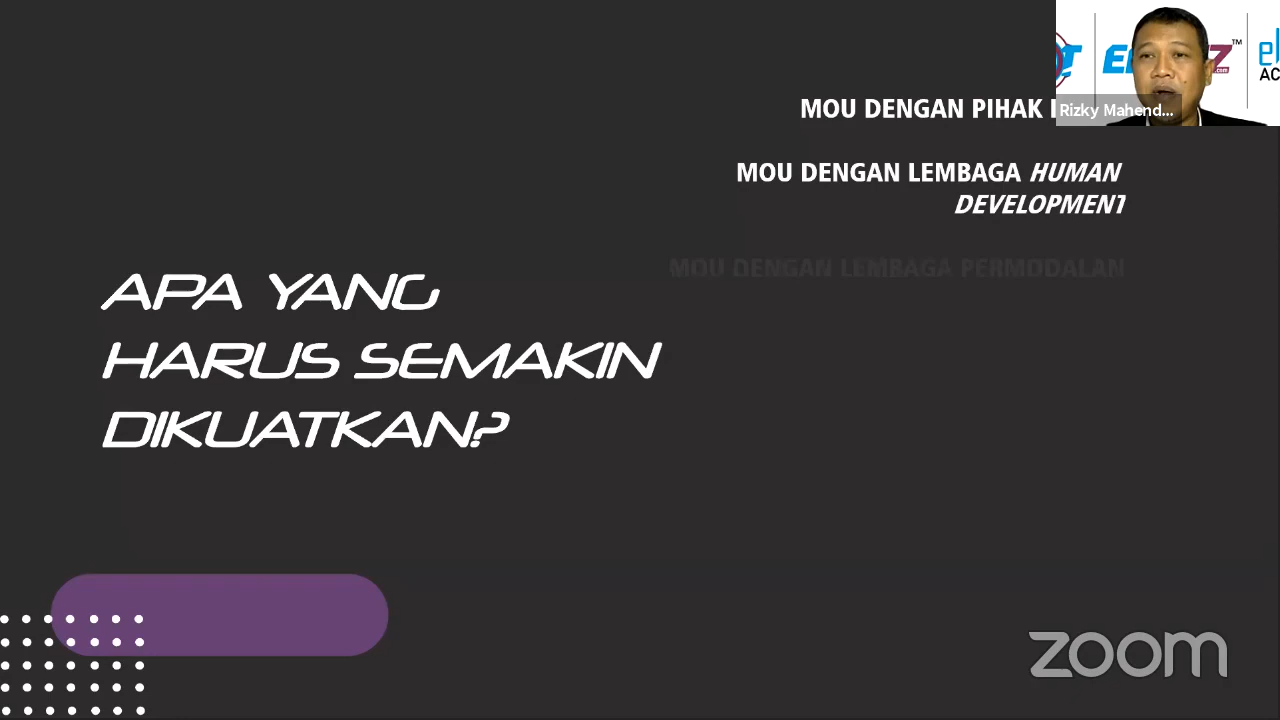 MOU DENGAN PIHAK
Rizky Mahend...
MOU DENGAN LEMBAGA HUMAN
DEVELOPMENT
MOU DENGAN LEMBAGA PERMODALAN
APA YANG
HARUS SEMAKIN
DIKUATKAN?
zoom